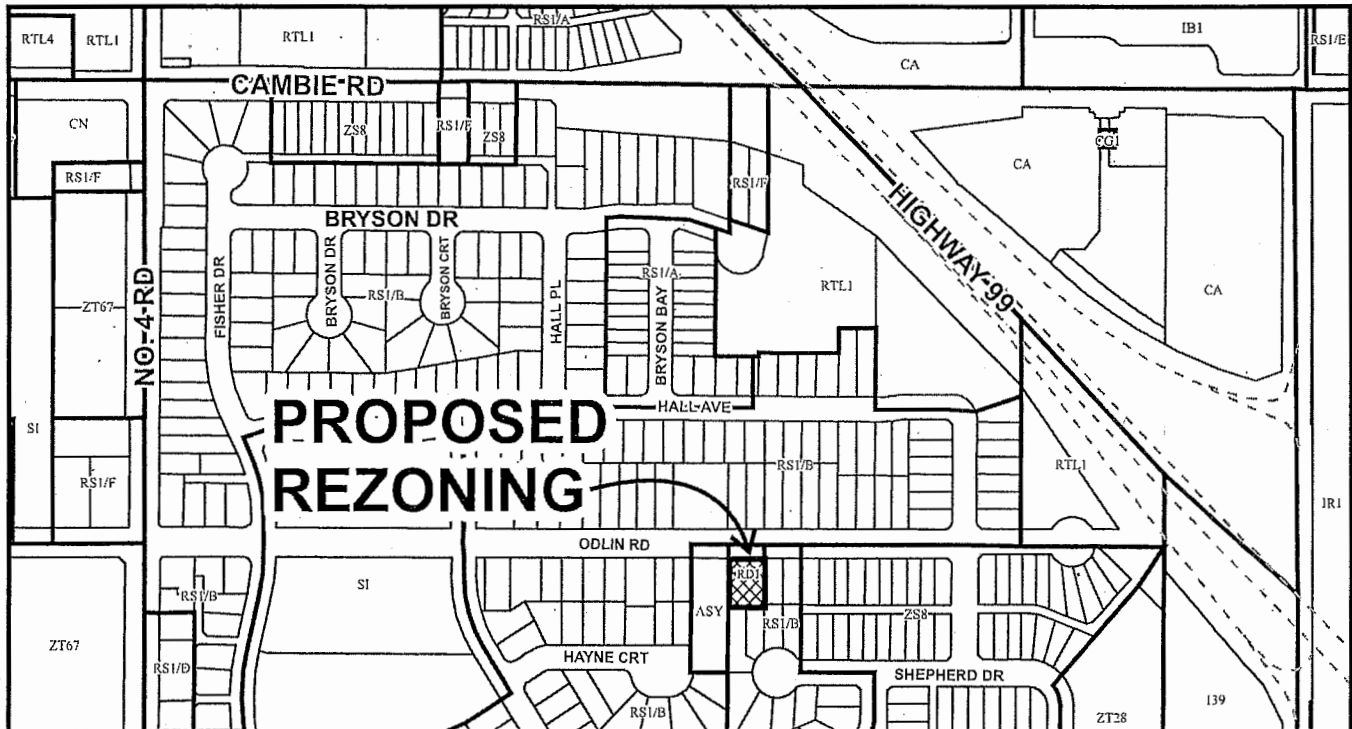 RTL4
RTL1
RTL1
RS1/A
CA
IB1
RS1/E
CAMBIE RD
CN
ZS8
RS1/F
ZS8
CG1
CA
RS1/F
RS1/F
HIGHWAY 99
BRYSON DR
FISHER DR
BRYSON DR
BRYSON CRT
RS1/B
HALL PL
RS1/A
BRYSON BAY
RTL1
CA
ZT67
NO. 4 RD
PROPOSED
REZONING
HALL AVE
SI
RS1/F
RS1/B
RTL1
IR1
ODLIN RD
RD1
SI
RS1/B
ASY
RS1/B
ZS8
ZT67
RS1/D
HAYNE CRT
SHEPHERD DR
RS1/B
ZT28
139